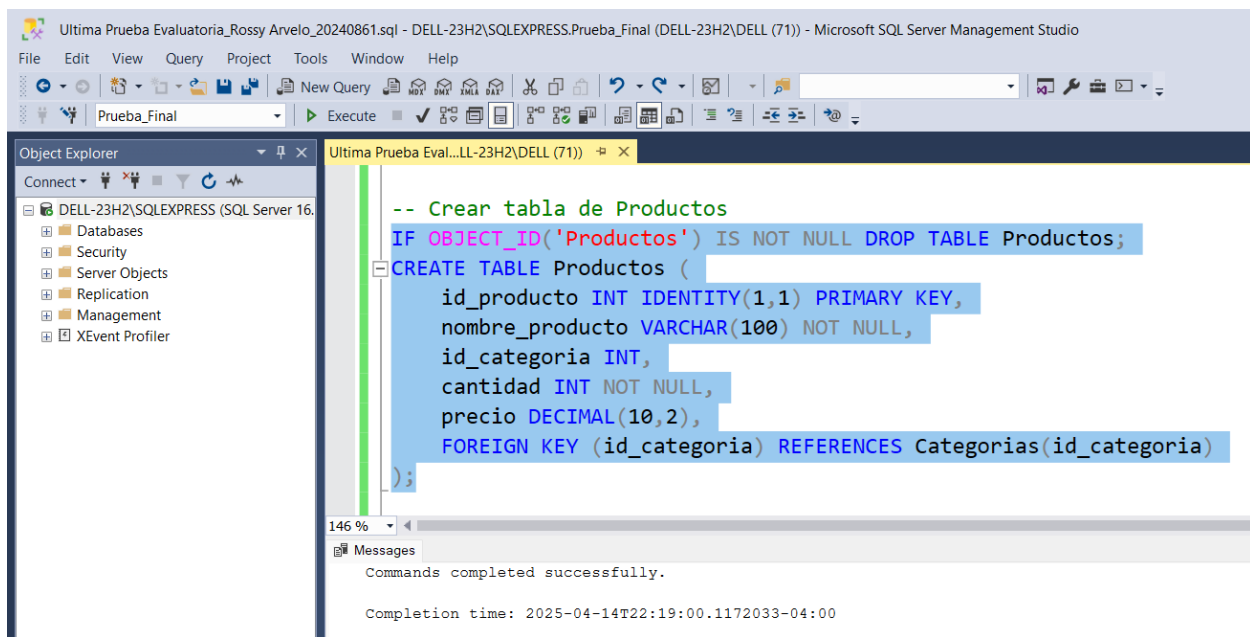 Ultima Prueba Evaluatoria_Rossy Arvelo_20240861.sql - DELL-23H2\SQLEXPRESS.Prueba_Final (DELL-23H2\DELL (71)) - Microsoft SQL Server Management Studio
File Edit View Query Project Tools Window Help
New Query MDX DMX XMLA DAX
Prueba_Final Execute
Object Explorer
Ultima Prueba Eval...LL-23H2\DELL (71))
Connect
DELL-23H2\SQLEXPRESS (SQL Server 16.
Databases
Security
Server Objects
Replication
Management
XEvent Profiler
-- Crear tabla de Productos
IF OBJECT_ID('Productos') IS NOT NULL DROP TABLE Productos;
CREATE TABLE Productos (
id_producto INT IDENTITY(1,1) PRIMARY KEY,
nombre_producto VARCHAR(100) NOT NULL,
id_categoria INT,
cantidad INT NOT NULL,
precio DECIMAL(10,2),
FOREIGN KEY (id_categoria) REFERENCES Categorias(id_categoria)
);
146 %
Messages
Commands completed successfully.
Completion time: 2025-04-14T22:19:00.1172033-04:00